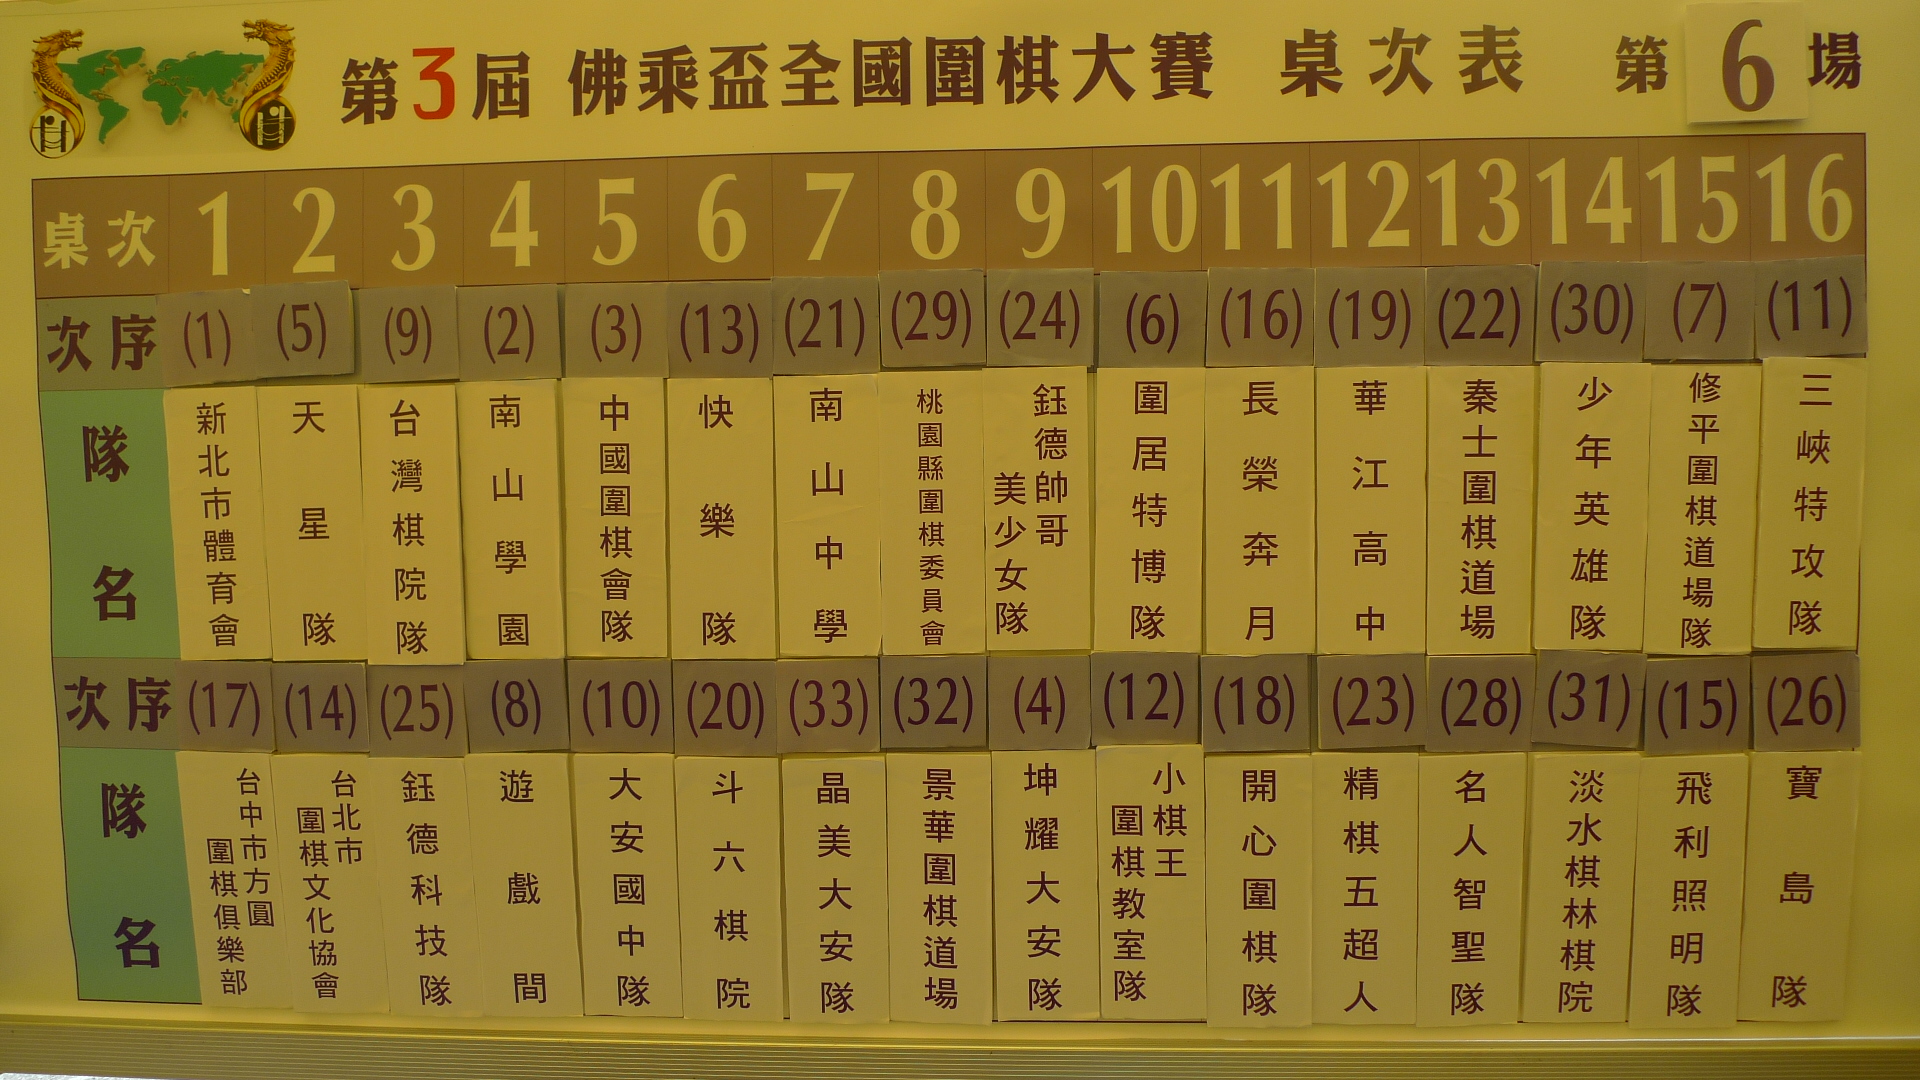 第3屆 佛乘盃全國圍棋大賽 桌次表 第6場
桌次 1 2 3 4 5 6 7 8 9 10 11 12 13 14 15 16
次序 (1) (5) (9) (2) (3) (13) (21) (29) (24) (6) (16) (19) (22) (30) (7) (11)
隊名
新北市體育會
天星隊
台灣棋院隊
南山學園
中國圍棋會隊
快樂隊
南山中學
桃園縣圍棋委員會
鈺德帥哥
美少女隊
圍居特博隊
長榮奔月
華江高中
秦士圍棋道場
少年英雄隊
修平圍棋道場隊
三峽特攻隊
次序 (17) (14) (25) (8) (10) (20) (33) (32) (4) (12) (18) (23) (28) (31) (15) (26)
隊名
台中市方圓
圍棋俱樂部
台北市
圍棋文化協會
鈺德科技隊
遊戲間
大安國中隊
斗六棋院
晶美大安隊
景華圍棋道場
坤耀大安隊
小棋王
圍棋教室隊
開心圍棋隊
精棋五超人
名人智聖隊
淡水棋林棋院
飛利照明隊
寶島隊